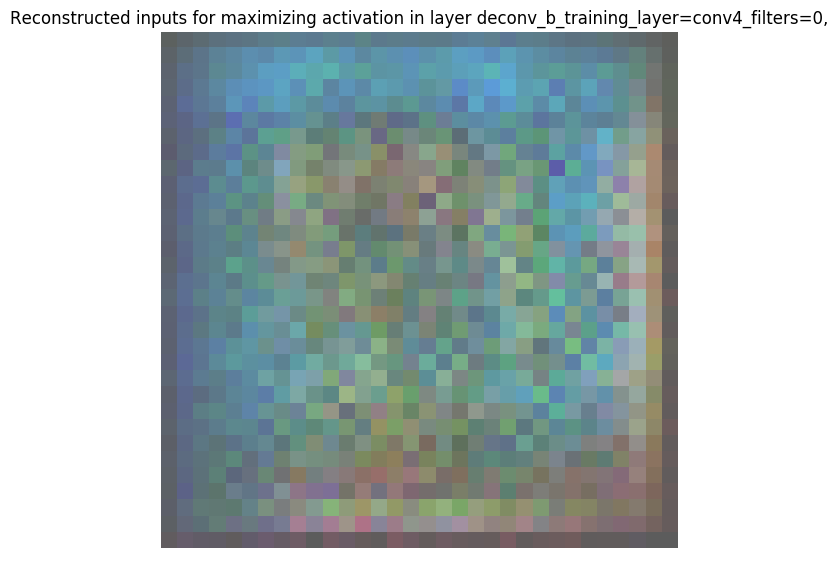 Reconstructed inputs for maximizing activation in layer deconv_b_training_layer=conv4_filters=0,